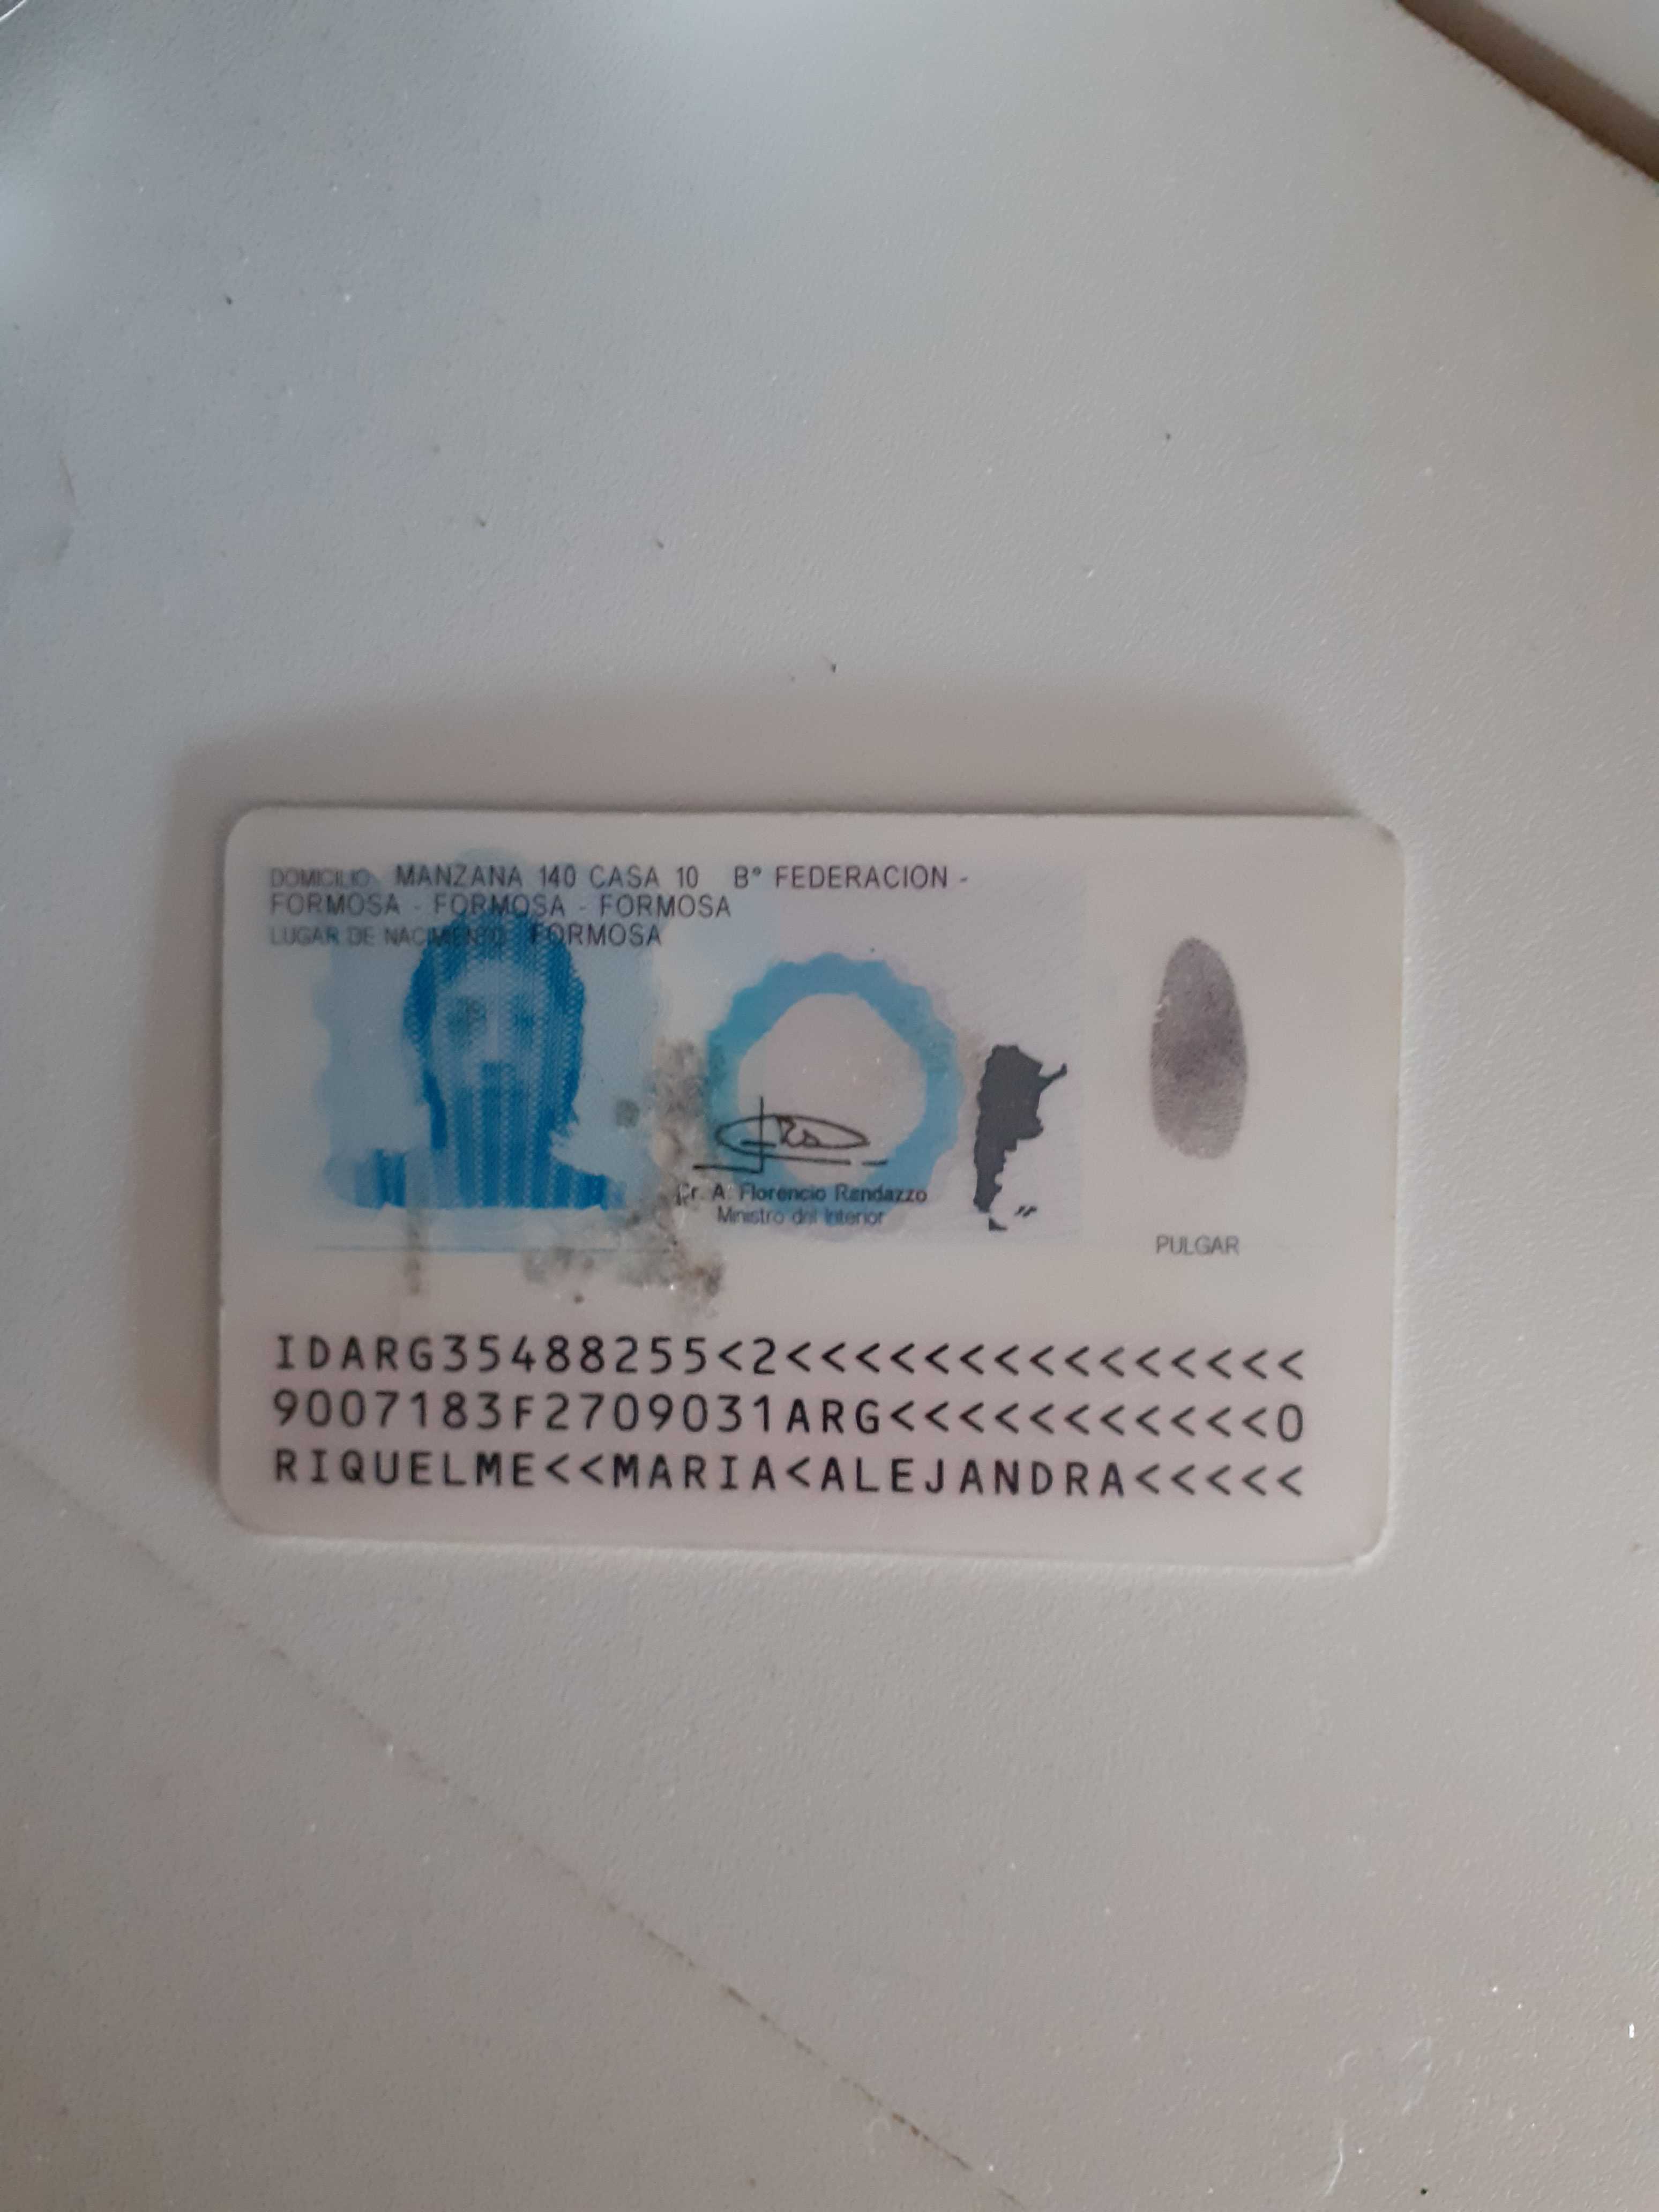 DOMICILIO: MANZANA 140 CASA 10 Bº FEDERACION -
FORMOSA - FORMOSA - FORMOSA
LUGAR DE NACIMIENTO: FORMOSA
Cr. A. Florencio Randazzo
Ministro del Interior
PULGAR
IDARG35488255<2<<<<<<<<<<<<<<<
9007183F2709031ARG<<<<<<<<<<<0
RIQUELME<<MARIA<ALEJANDRA<<<<<